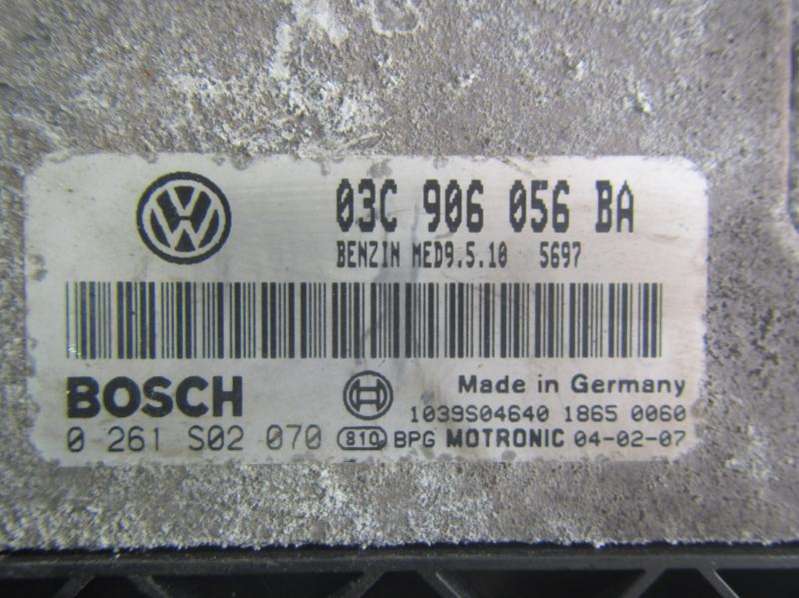 VW
03C 906 056 BA
BENZIN MED9.5.10 5697
BOSCH
Made in Germany
1039S04640 1865 0060
0 261 S02 070 810 BPG MOTRONIC 04-02-07